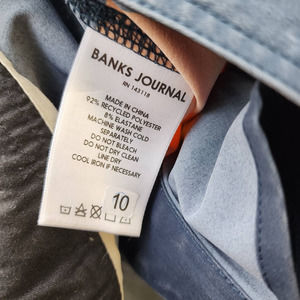 BANKS JOURNAL
RN 143118
MADE IN CHINA
92% RECYCLED POLYESTER
8% ELASTANE
MACHINE WASH COLD
DO NOT BLEACH
DO NOT DRY CLEAN
LINE DRY
COOL IRON IF NECESSARY
10